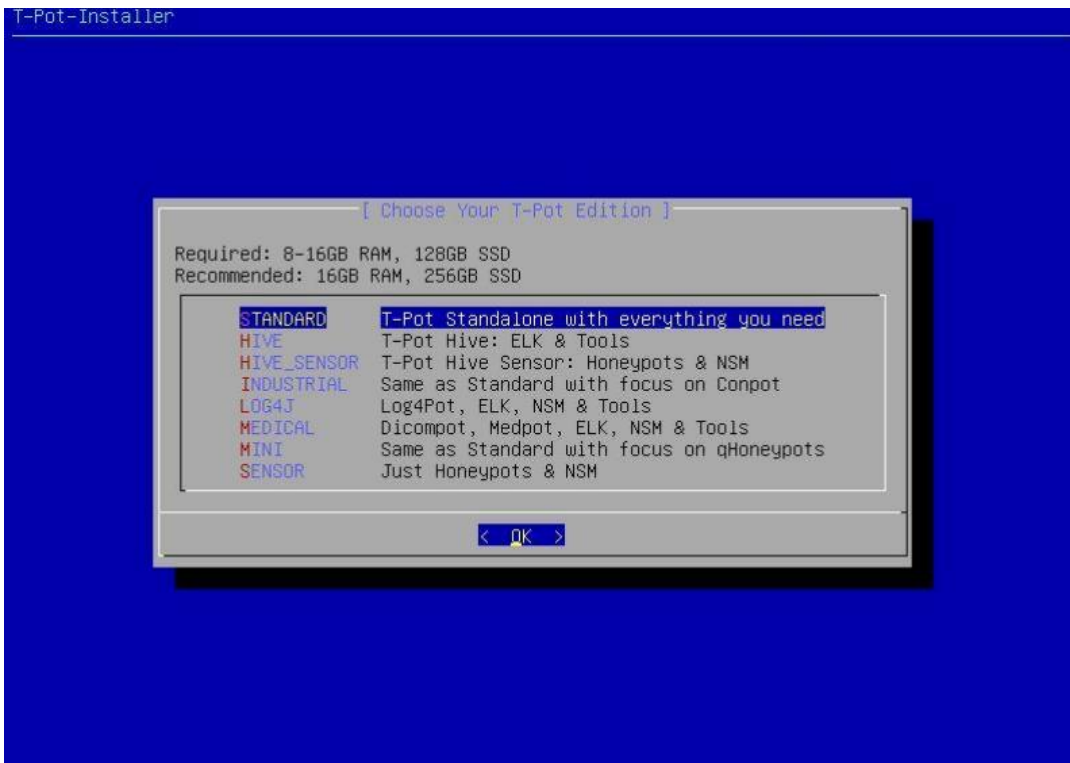 T-Pot-Installer
[ Choose Your T-Pot Edition ]
Required: 8-16GB RAM, 128GB SSD
Recommended: 16GB RAM, 256GB SSD
STANDARD T-Pot Standalone with everything you need
HIVE T-Pot Hive: ELK & Tools
HIVE_SENSOR T-Pot Hive Sensor: Honeypots & NSM
INDUSTRIAL Same as Standard with focus on Conpot
LOG4J Log4Pot, ELK, NSM & Tools
MEDICAL Dicompot, Medpot, ELK, NSM & Tools
MINI Same as Standard with focus on qHoneypots
SENSOR Just Honeypots & NSM
< OK >